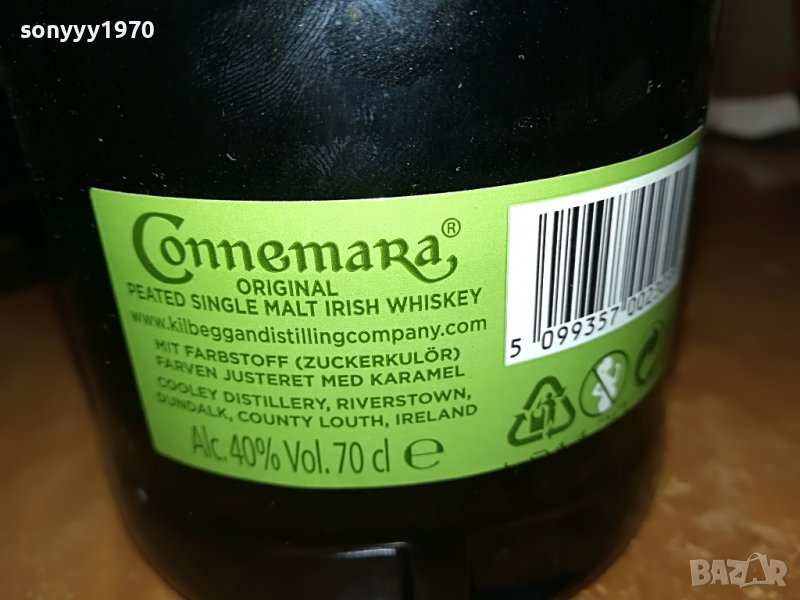 sonyyy1970
Connemara®
ORIGINAL
PEATED SINGLE MALT IRISH WHISKEY
www.kilbeggandistillingcompany.com
MIT FARBSTOFF (ZUCKERKULÖR)
FARVEN JUSTERET MED KARAMEL
COOLEY DISTILLERY, RIVERSTOWN,
DUNDALK, COUNTY LOUTH, IRELAND
Alc. 40% Vol. 70 cl e
5 099357
BAZAR